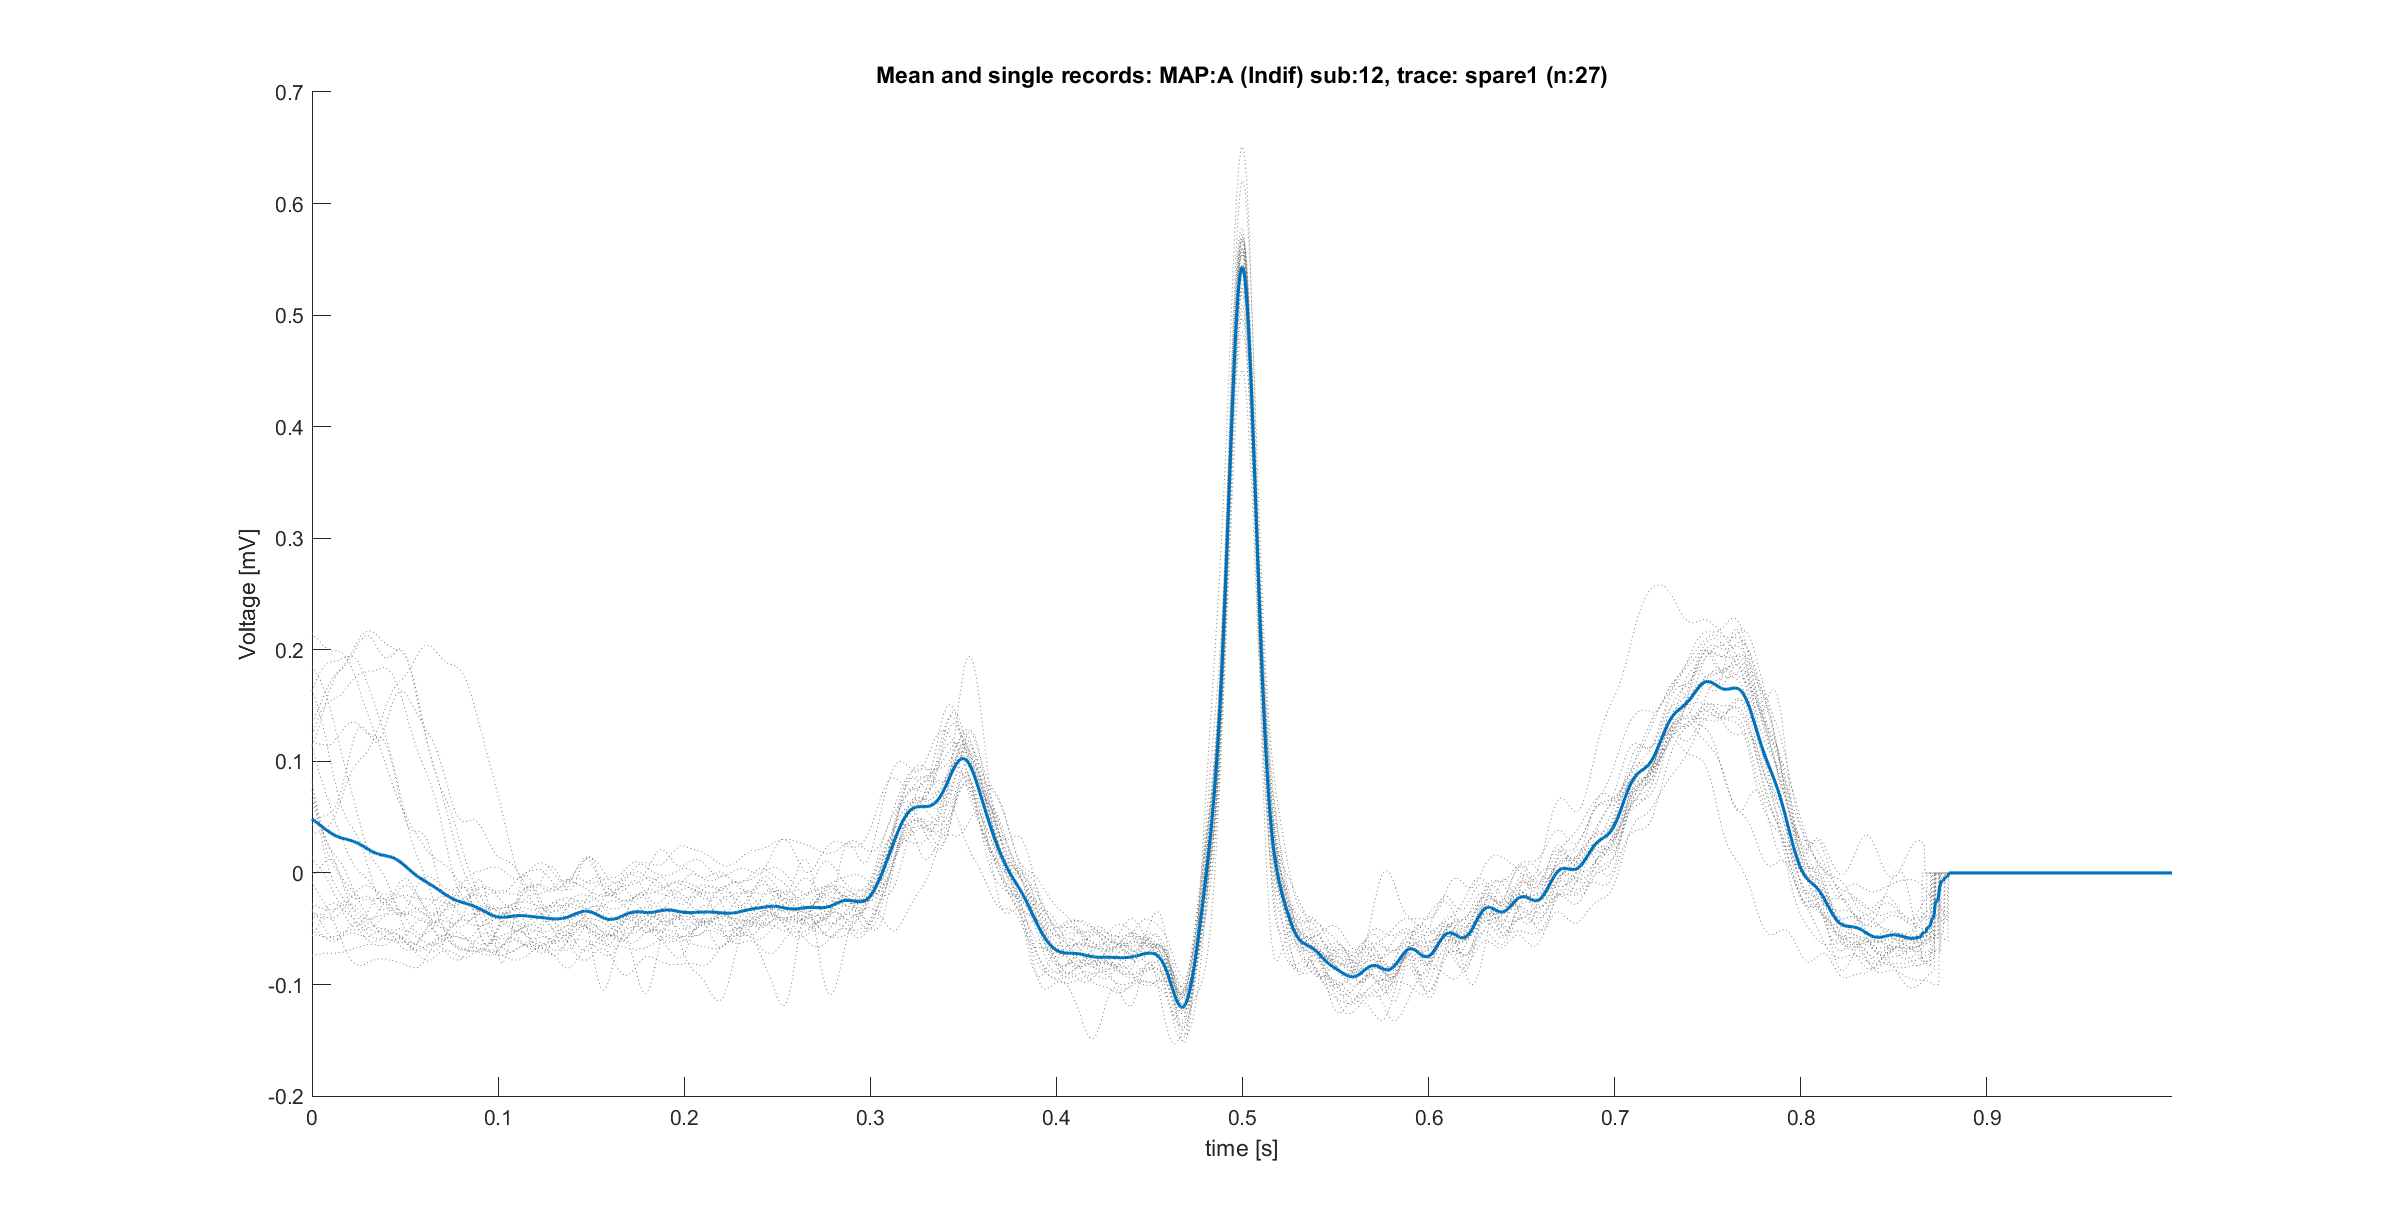 Mean and single records: MAP:A (Indif) sub:12, trace: spare1 (n:27)
0.7
0.6
0.5
0.4
0.3
0.2
0.1
0
-0.1
-0.2
Voltage [mV]
0 0.1 0.2 0.3 0.4 0.5 0.6 0.7 0.8 0.9
time [s]